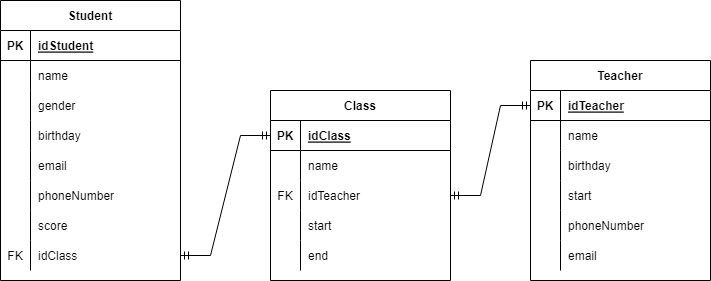 Student
PK idStudent
name
gender
birthday
email
phoneNumber
score
FK idClass
Class
PK idClass
name
FK idTeacher
start
end
Teacher
PK idTeacher
name
birthday
start
phoneNumber
email